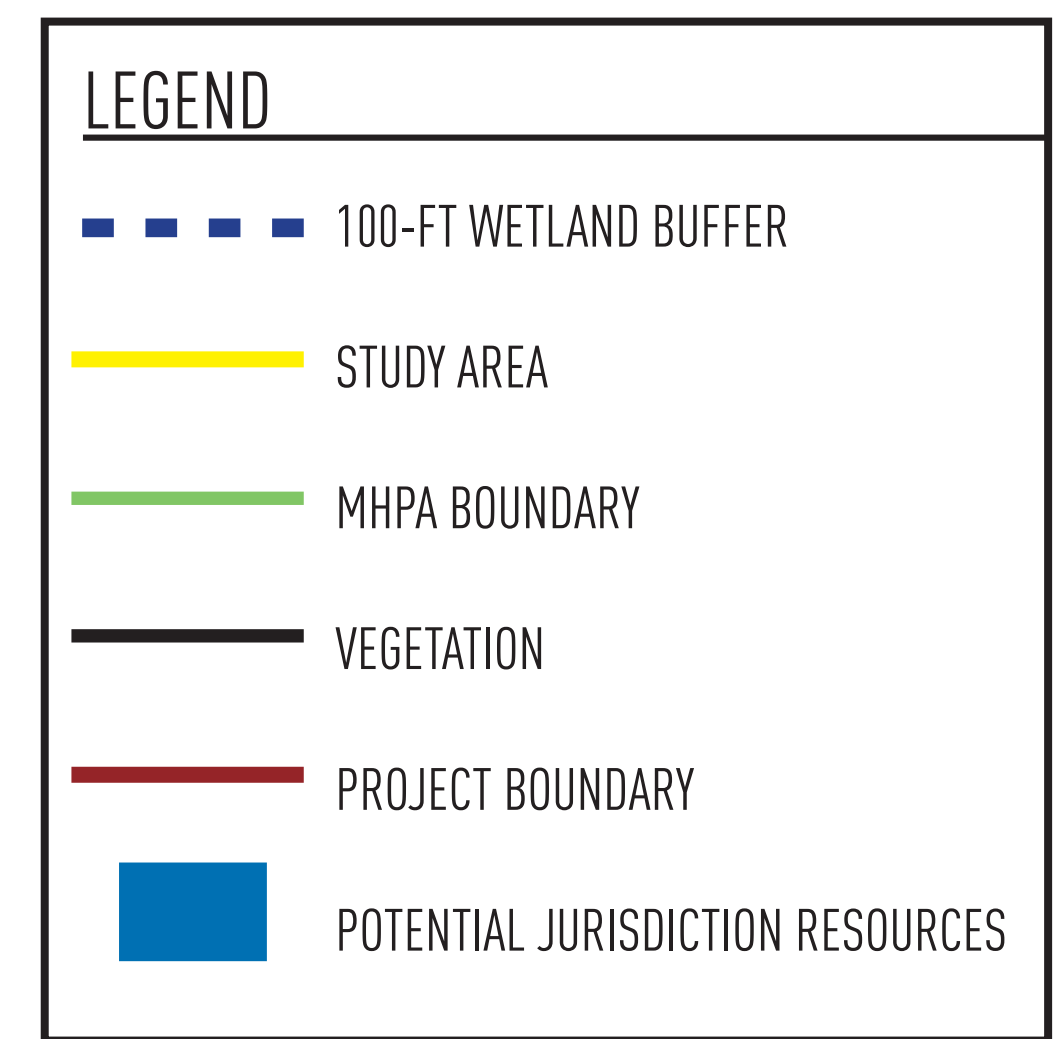 LEGEND
100-FT WETLAND BUFFER
STUDY AREA
MHPA BOUNDARY
VEGETATION
PROJECT BOUNDARY
POTENTIAL JURISDICTION RESOURCES